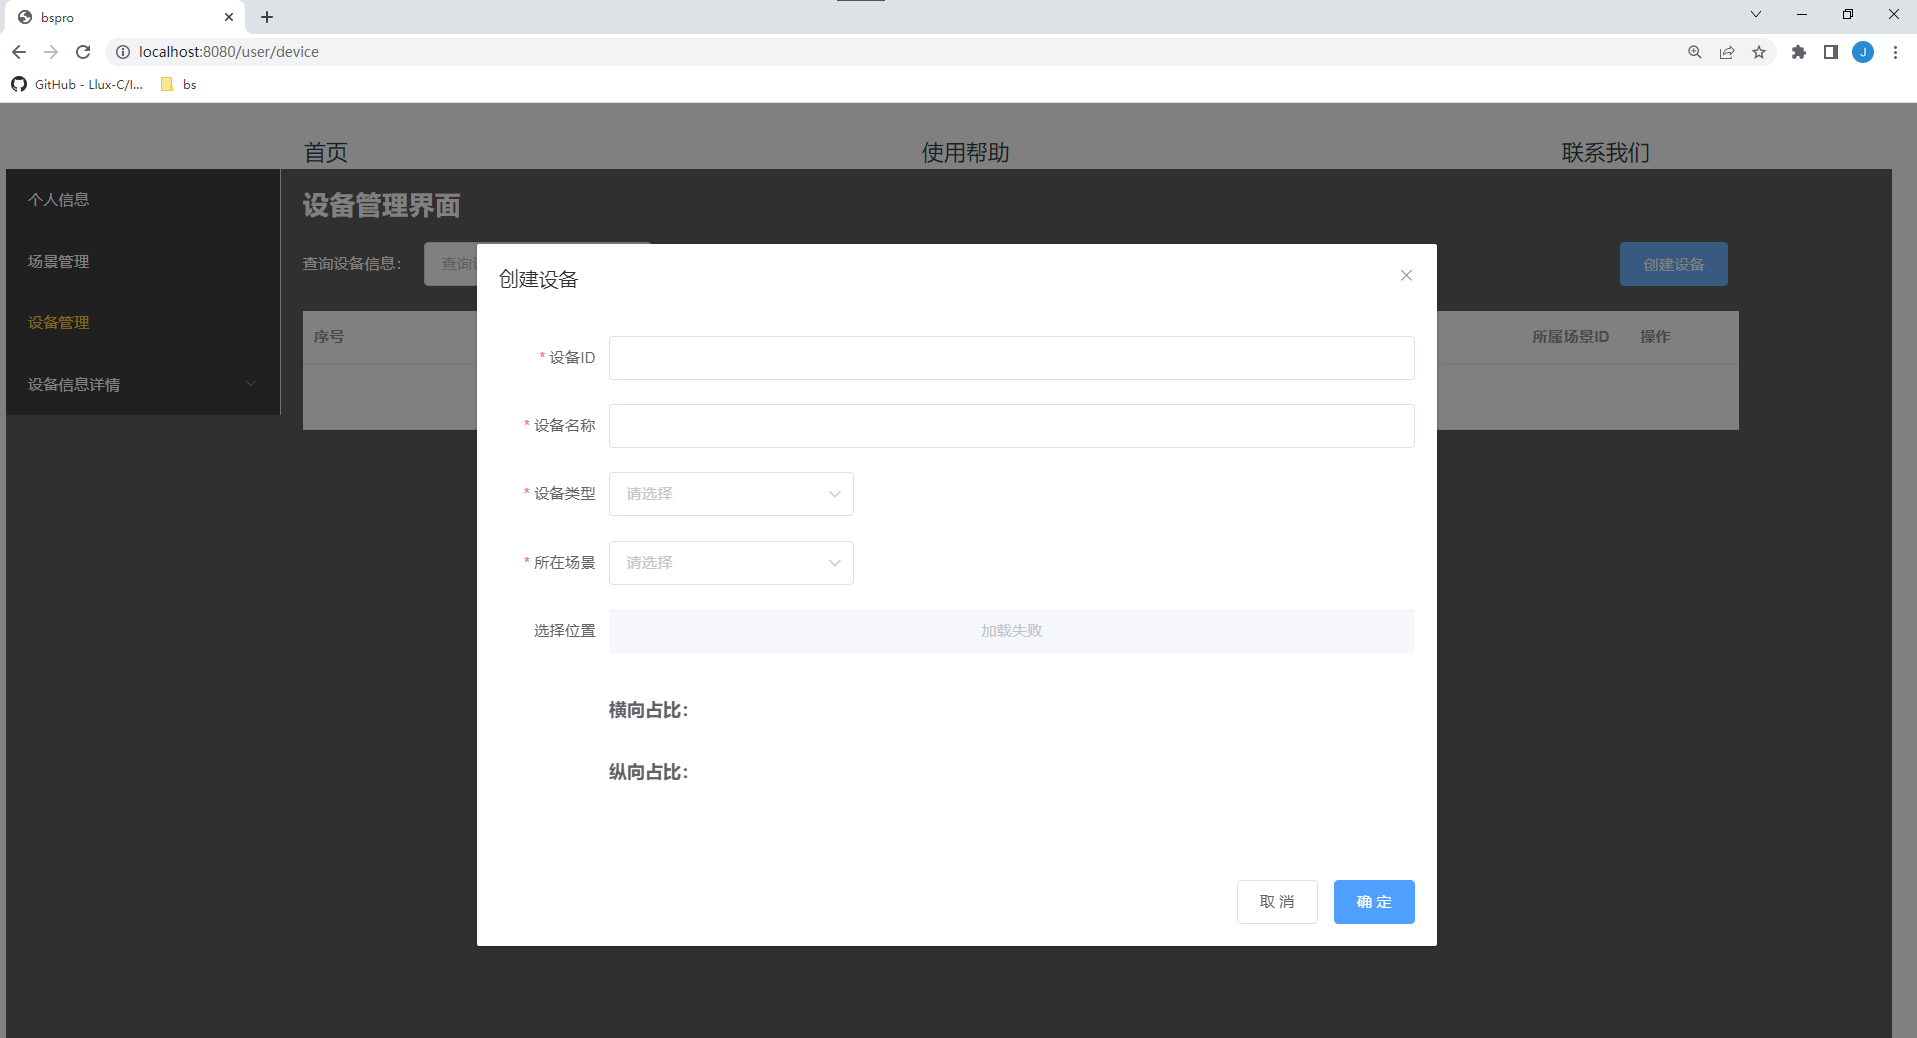 bspro
localhost:8080/user/device
J
GitHub - Llux-C/I...
bs
首页
使用帮助
联系我们
个人信息
场景管理
设备管理
设备信息详情
设备管理界面
查询设备信息：
查询
创建设备
序号
所属场景ID
操作
创建设备
* 设备ID
* 设备名称
* 设备类型
请选择
* 所在场景
请选择
选择位置
加载失败
横向占比：
纵向占比：
取 消
确 定